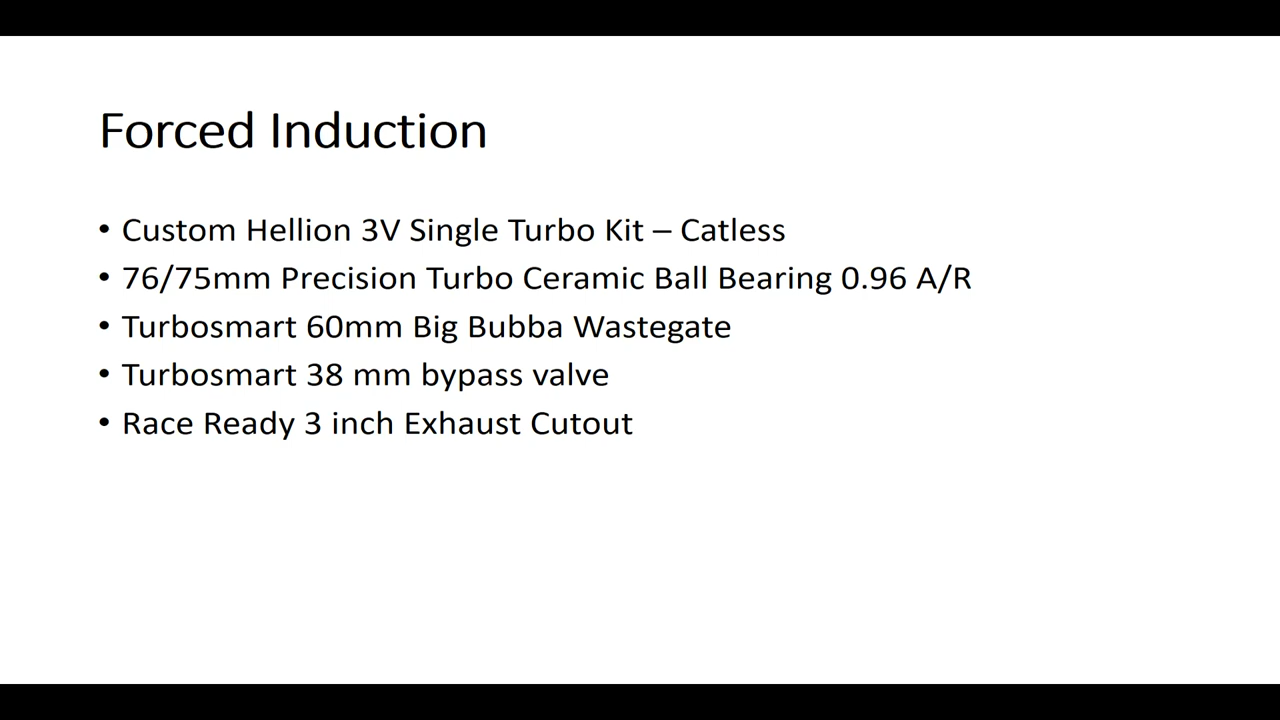 Forced Induction
• Custom Hellion 3V Single Turbo Kit – Catless
• 76/75mm Precision Turbo Ceramic Ball Bearing 0.96 A/R
• Turbosmart 60mm Big Bubba Wastegate
• Turbosmart 38 mm bypass valve
• Race Ready 3 inch Exhaust Cutout